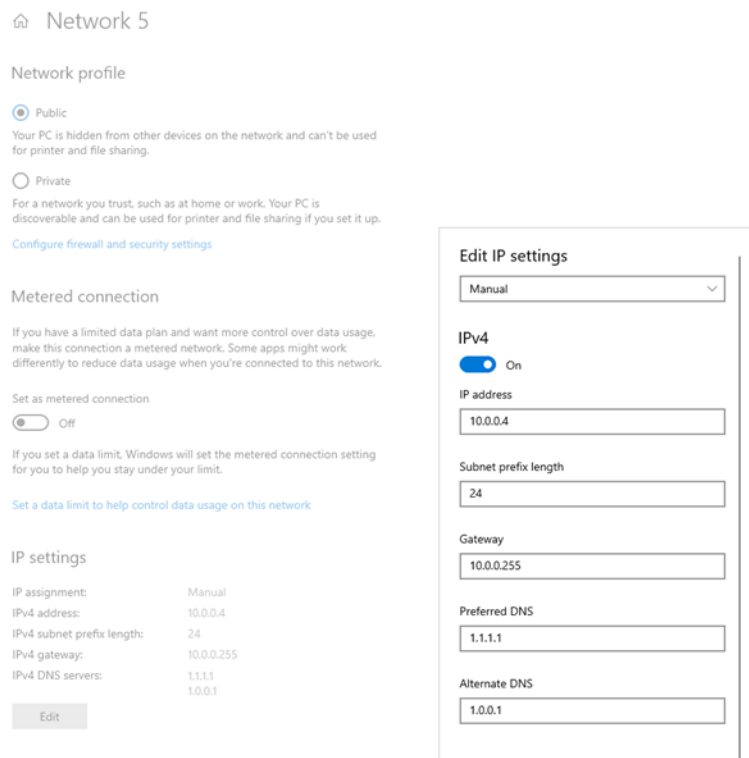 Network 5
Network profile
Public
Your PC is hidden from other devices on the network and can't be used
for printer and file sharing.
Private
For a network you trust, such as at home or work. Your PC is
discoverable and can be used for printer and file sharing if you set it up.
Configure firewall and security settings
Metered connection
If you have a limited data plan and want more control over data usage,
make this connection a metered network. Some apps might work
differently to reduce data usage when you're connected to this network.
Set as metered connection
Off
If you set a data limit, Windows will set the metered connection setting
for you to help you stay under your limit.
Set a data limit to help control data usage on this network
IP settings
IP assignment: Manual
IPv4 address: 10.0.0.4
IPv4 subnet prefix length: 24
IPv4 gateway: 10.0.0.255
IPv4 DNS servers: 1.1.1.1
1.0.0.1
Edit
Edit IP settings
Manual
IPv4
On
IP address
10.0.0.4
Subnet prefix length
24
Gateway
10.0.0.255
Preferred DNS
1.1.1.1
Alternate DNS
1.0.0.1